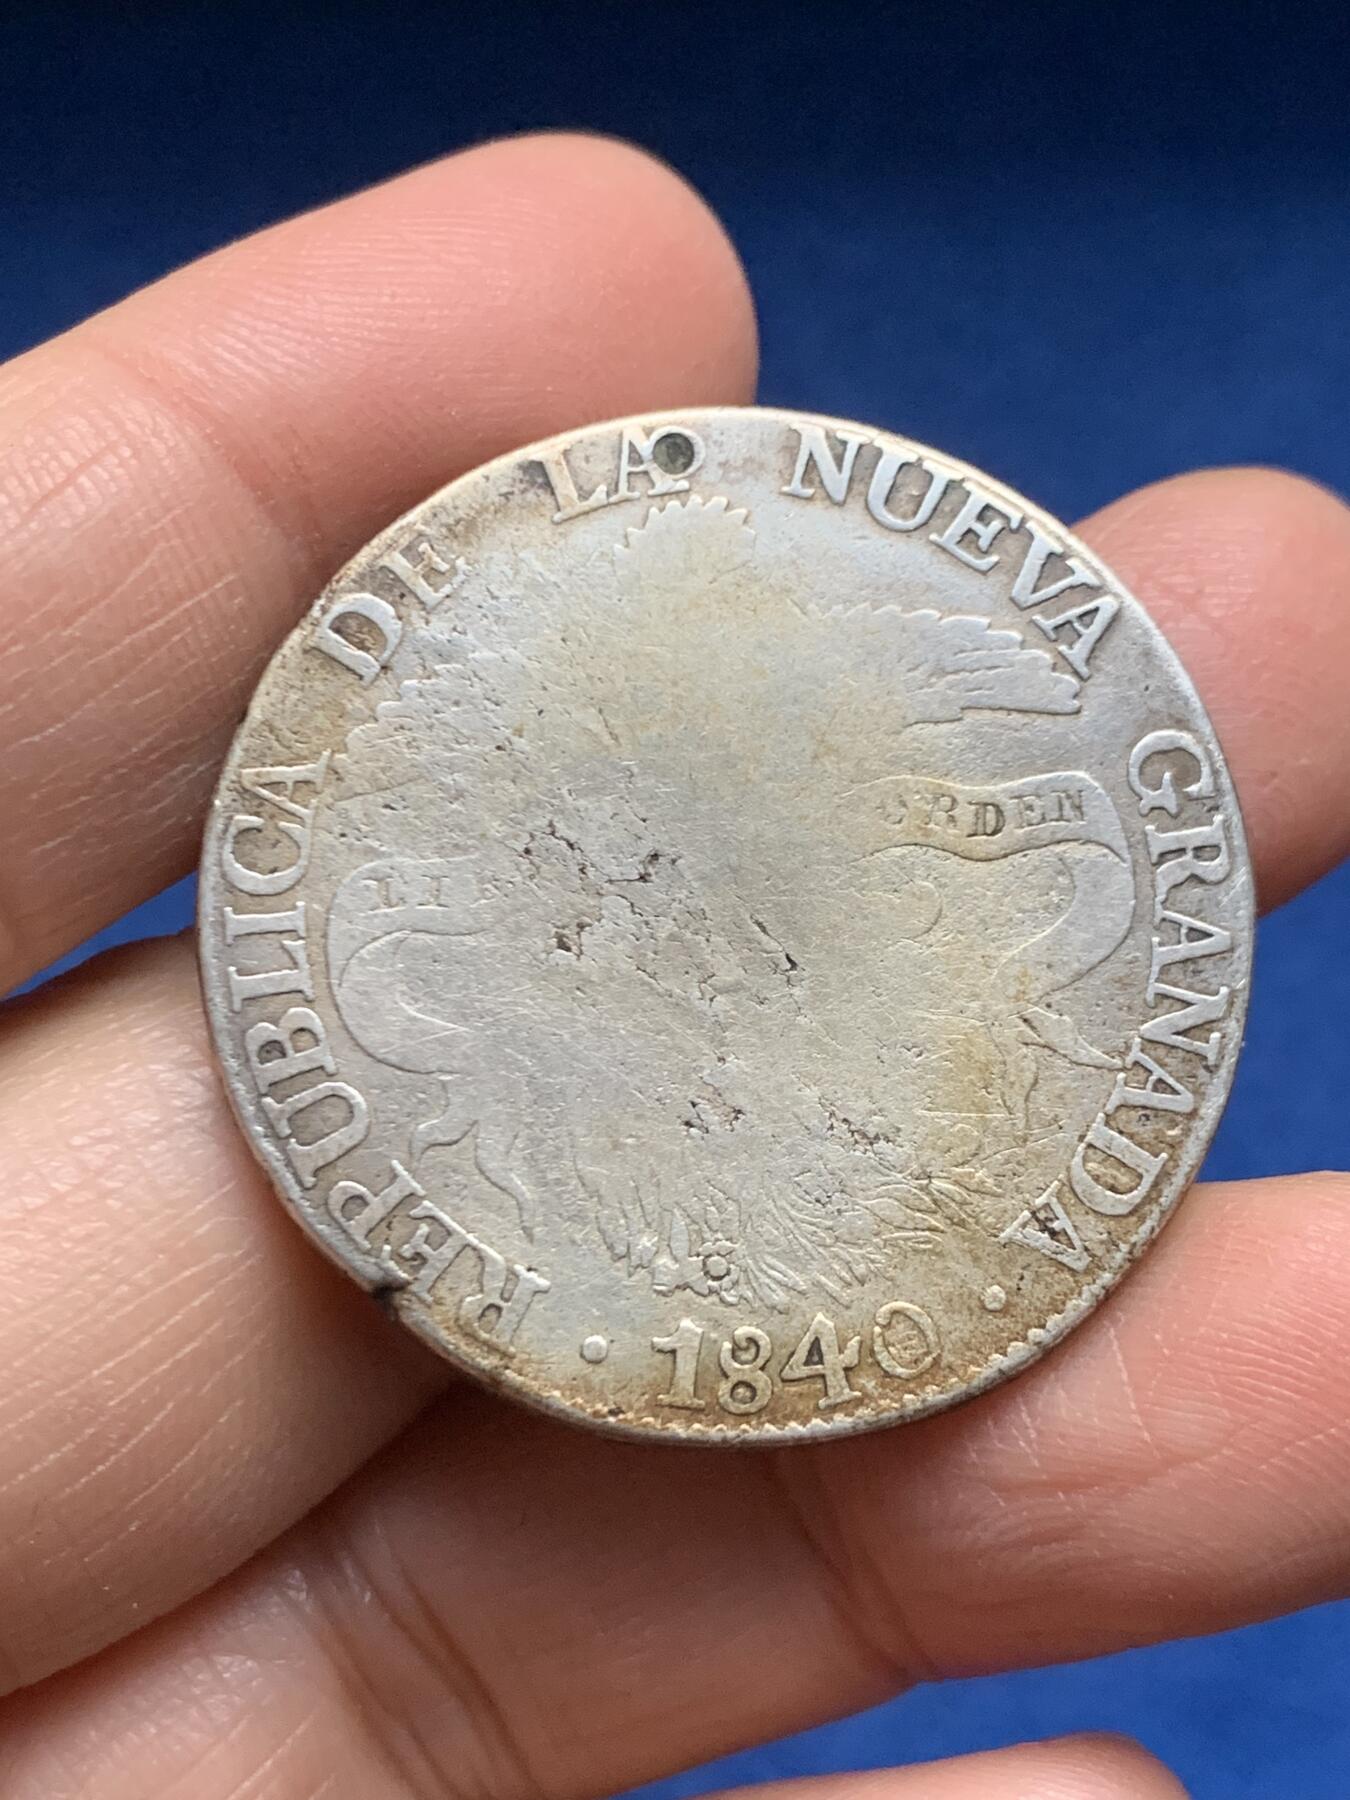 REPUBLICA DE LA NUEVA GRANADA
ORDEN
· 1840 ·